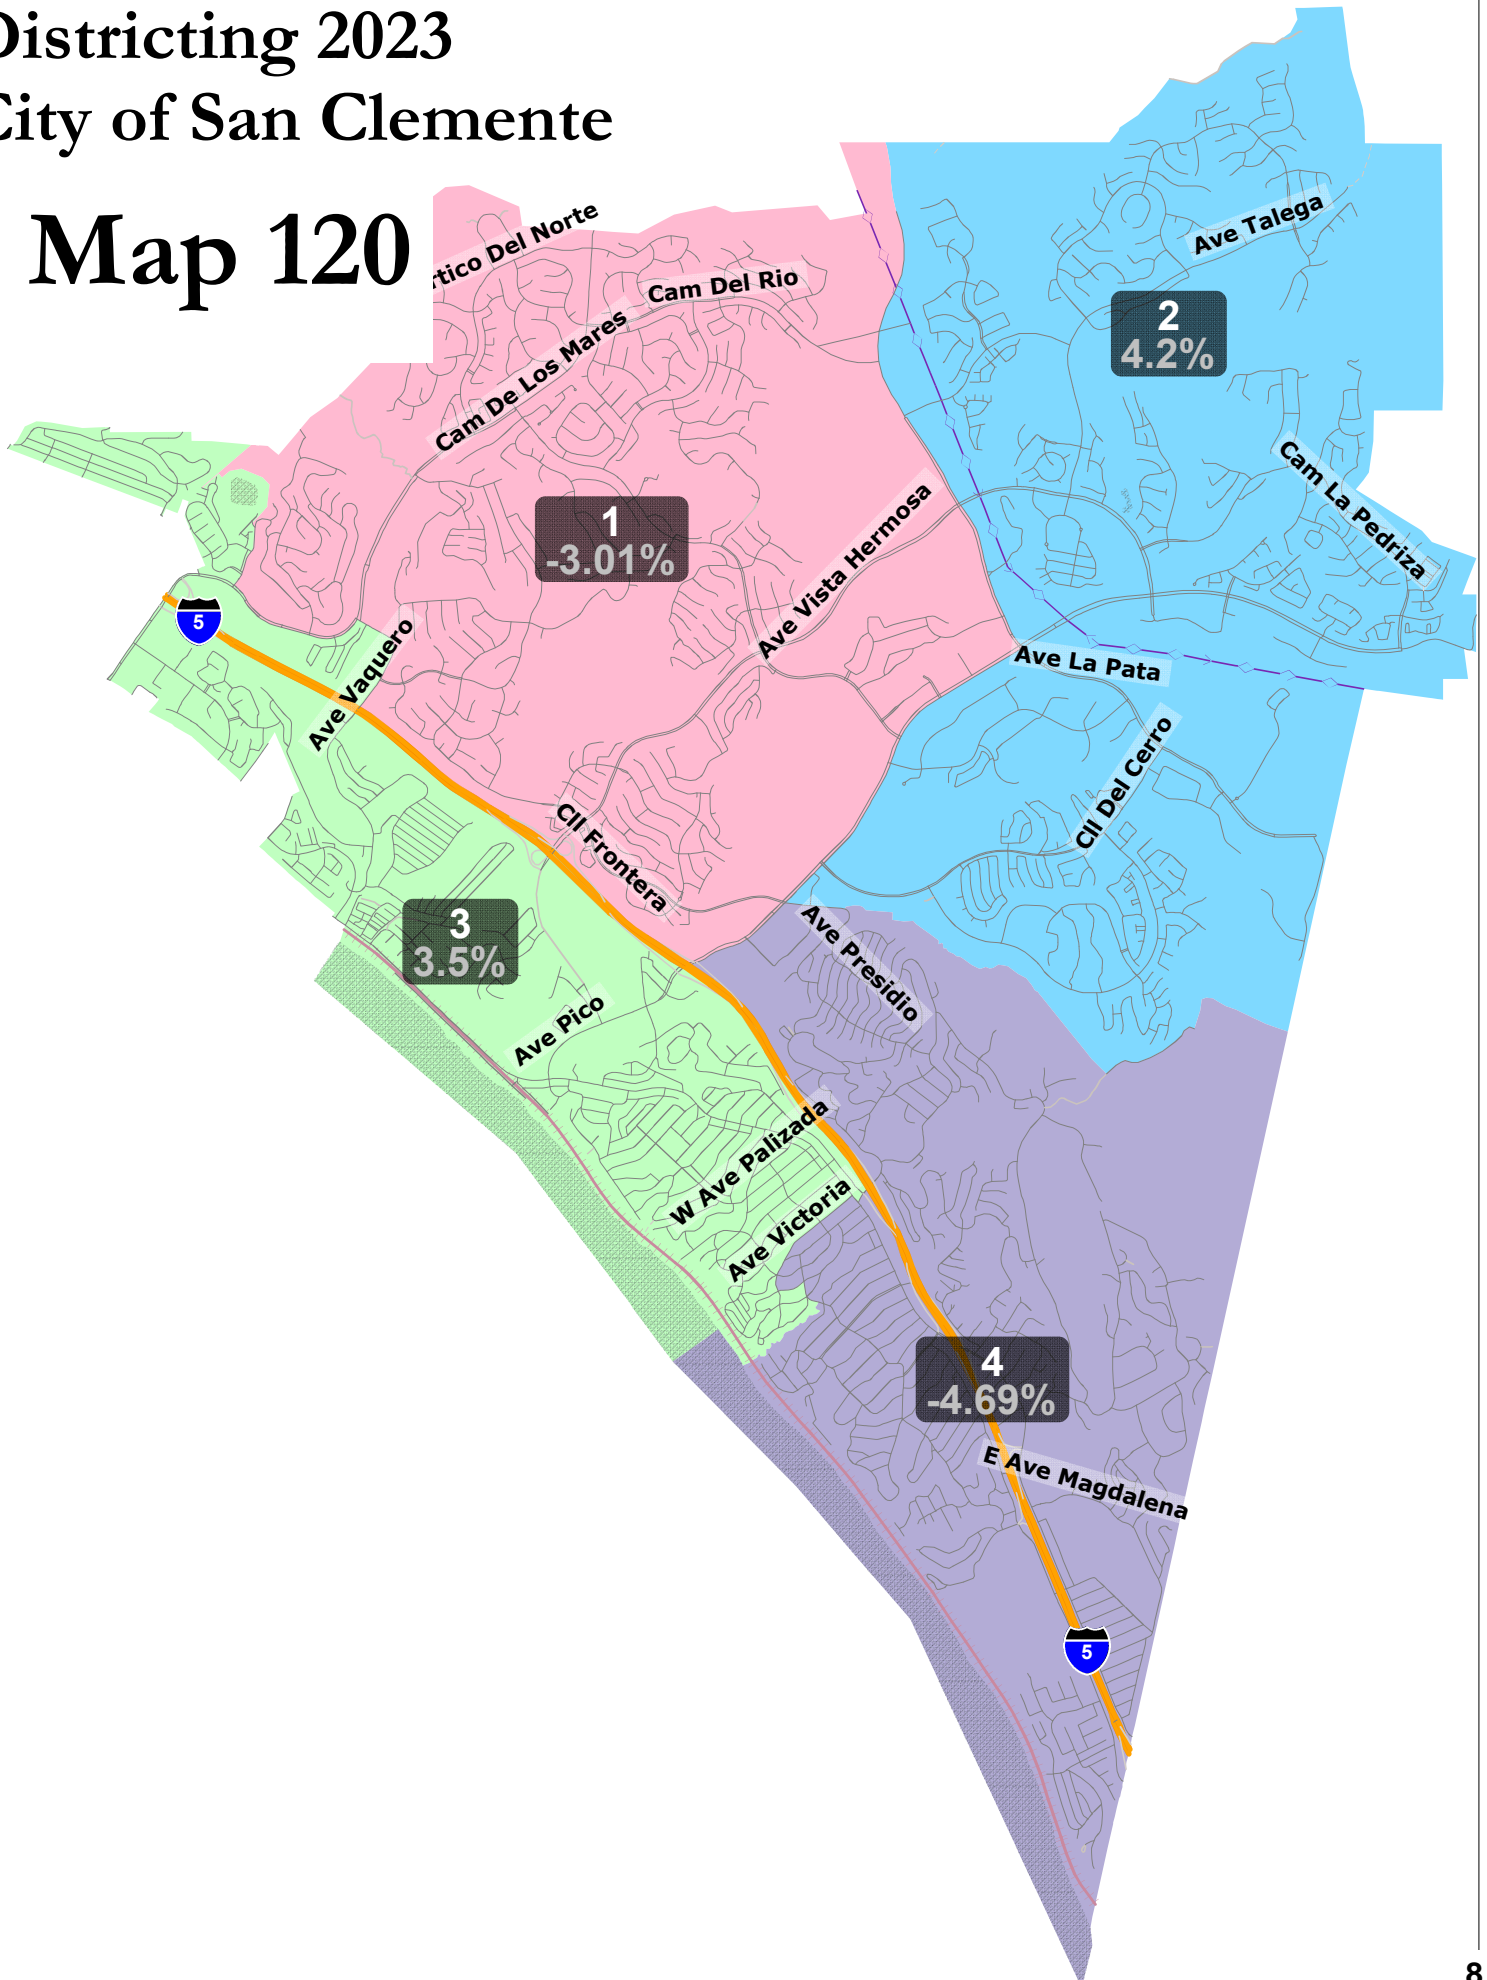 Districting 2023
City of San Clemente
Map 120
rtico Del Norte
Cam Del Rio
Cam De Los Mares
Ave Talega
2
4.2%
Cam La Pedriza
1
-3.01%
Ave Vista Hermosa
5
Ave Vaquero
Ave La Pata
Cll Del Cerro
Cll Frontera
3
3.5%
Ave Presidio
Ave Pico
W Ave Palizada
Ave Victoria
4
-4.69%
E Ave Magdalena
5
8